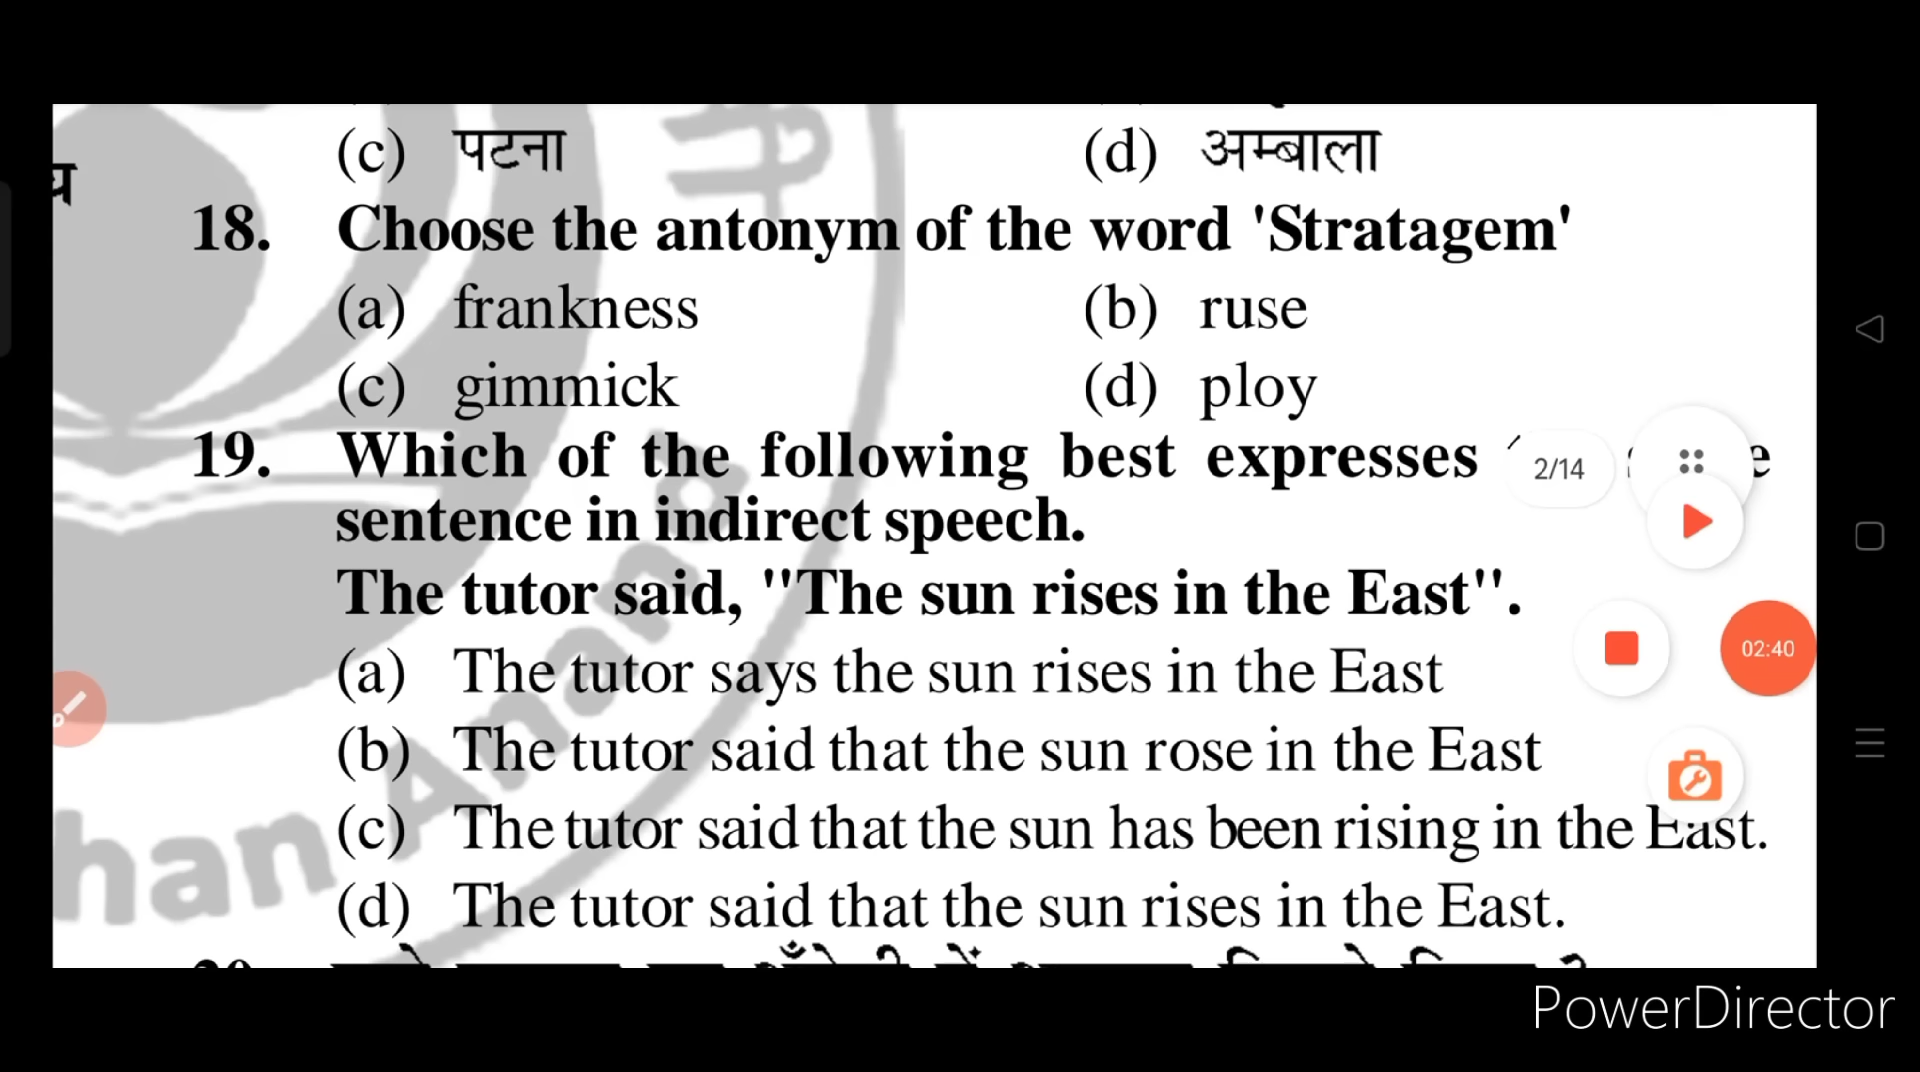 (c) पटना (d) अम्बाला
18. Choose the antonym of the word 'Stratagem'
(a) frankness (b) ruse
(c) gimmick (d) ploy
19. Which of the following best expresses
2/14
sentence in indirect speech.
The tutor said, "The sun rises in the East".
02:40
(a) The tutor says the sun rises in the East
(b) The tutor said that the sun rose in the East
(c) The tutor said that the sun has been rising in the East.
(d) The tutor said that the sun rises in the East.
han Anand
PowerDirector